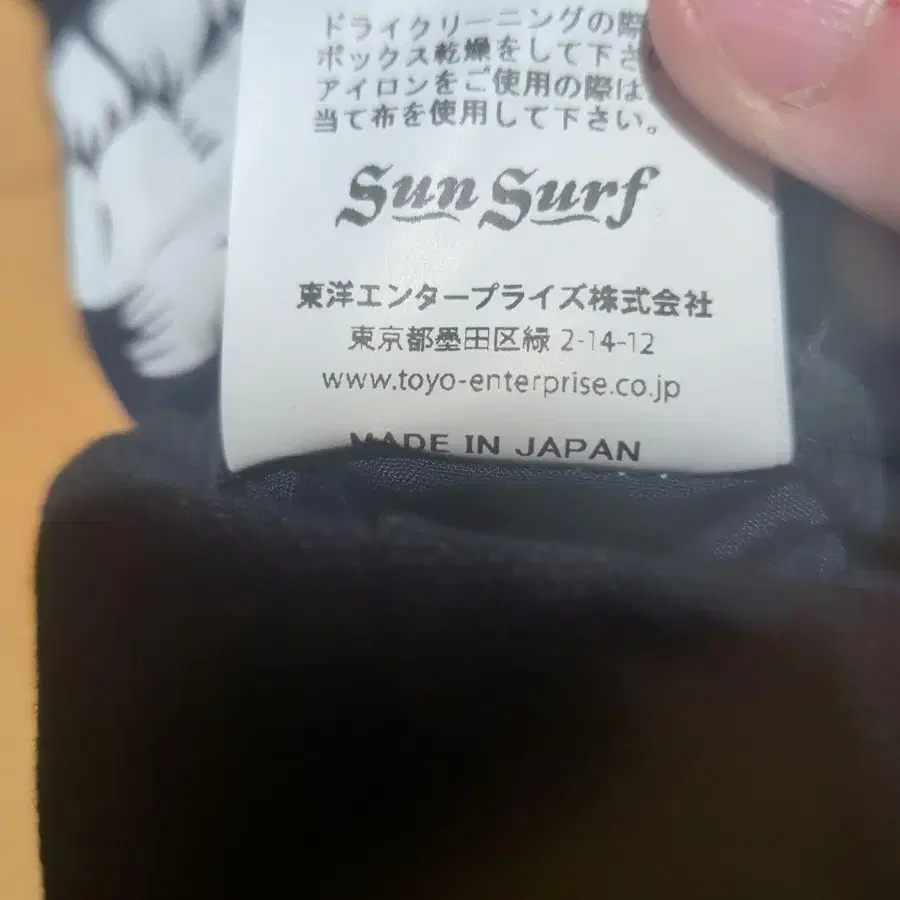 ドライクリーニングの際
ボックス乾燥をして下さい
アイロンをご使用の際は
当て布を使用して下さい。
Sun Surf
東洋エンタープライズ株式会社
東京都墨田区緑 2-14-12
www.toyo-enterprise.co.jp
MADE IN JAPAN